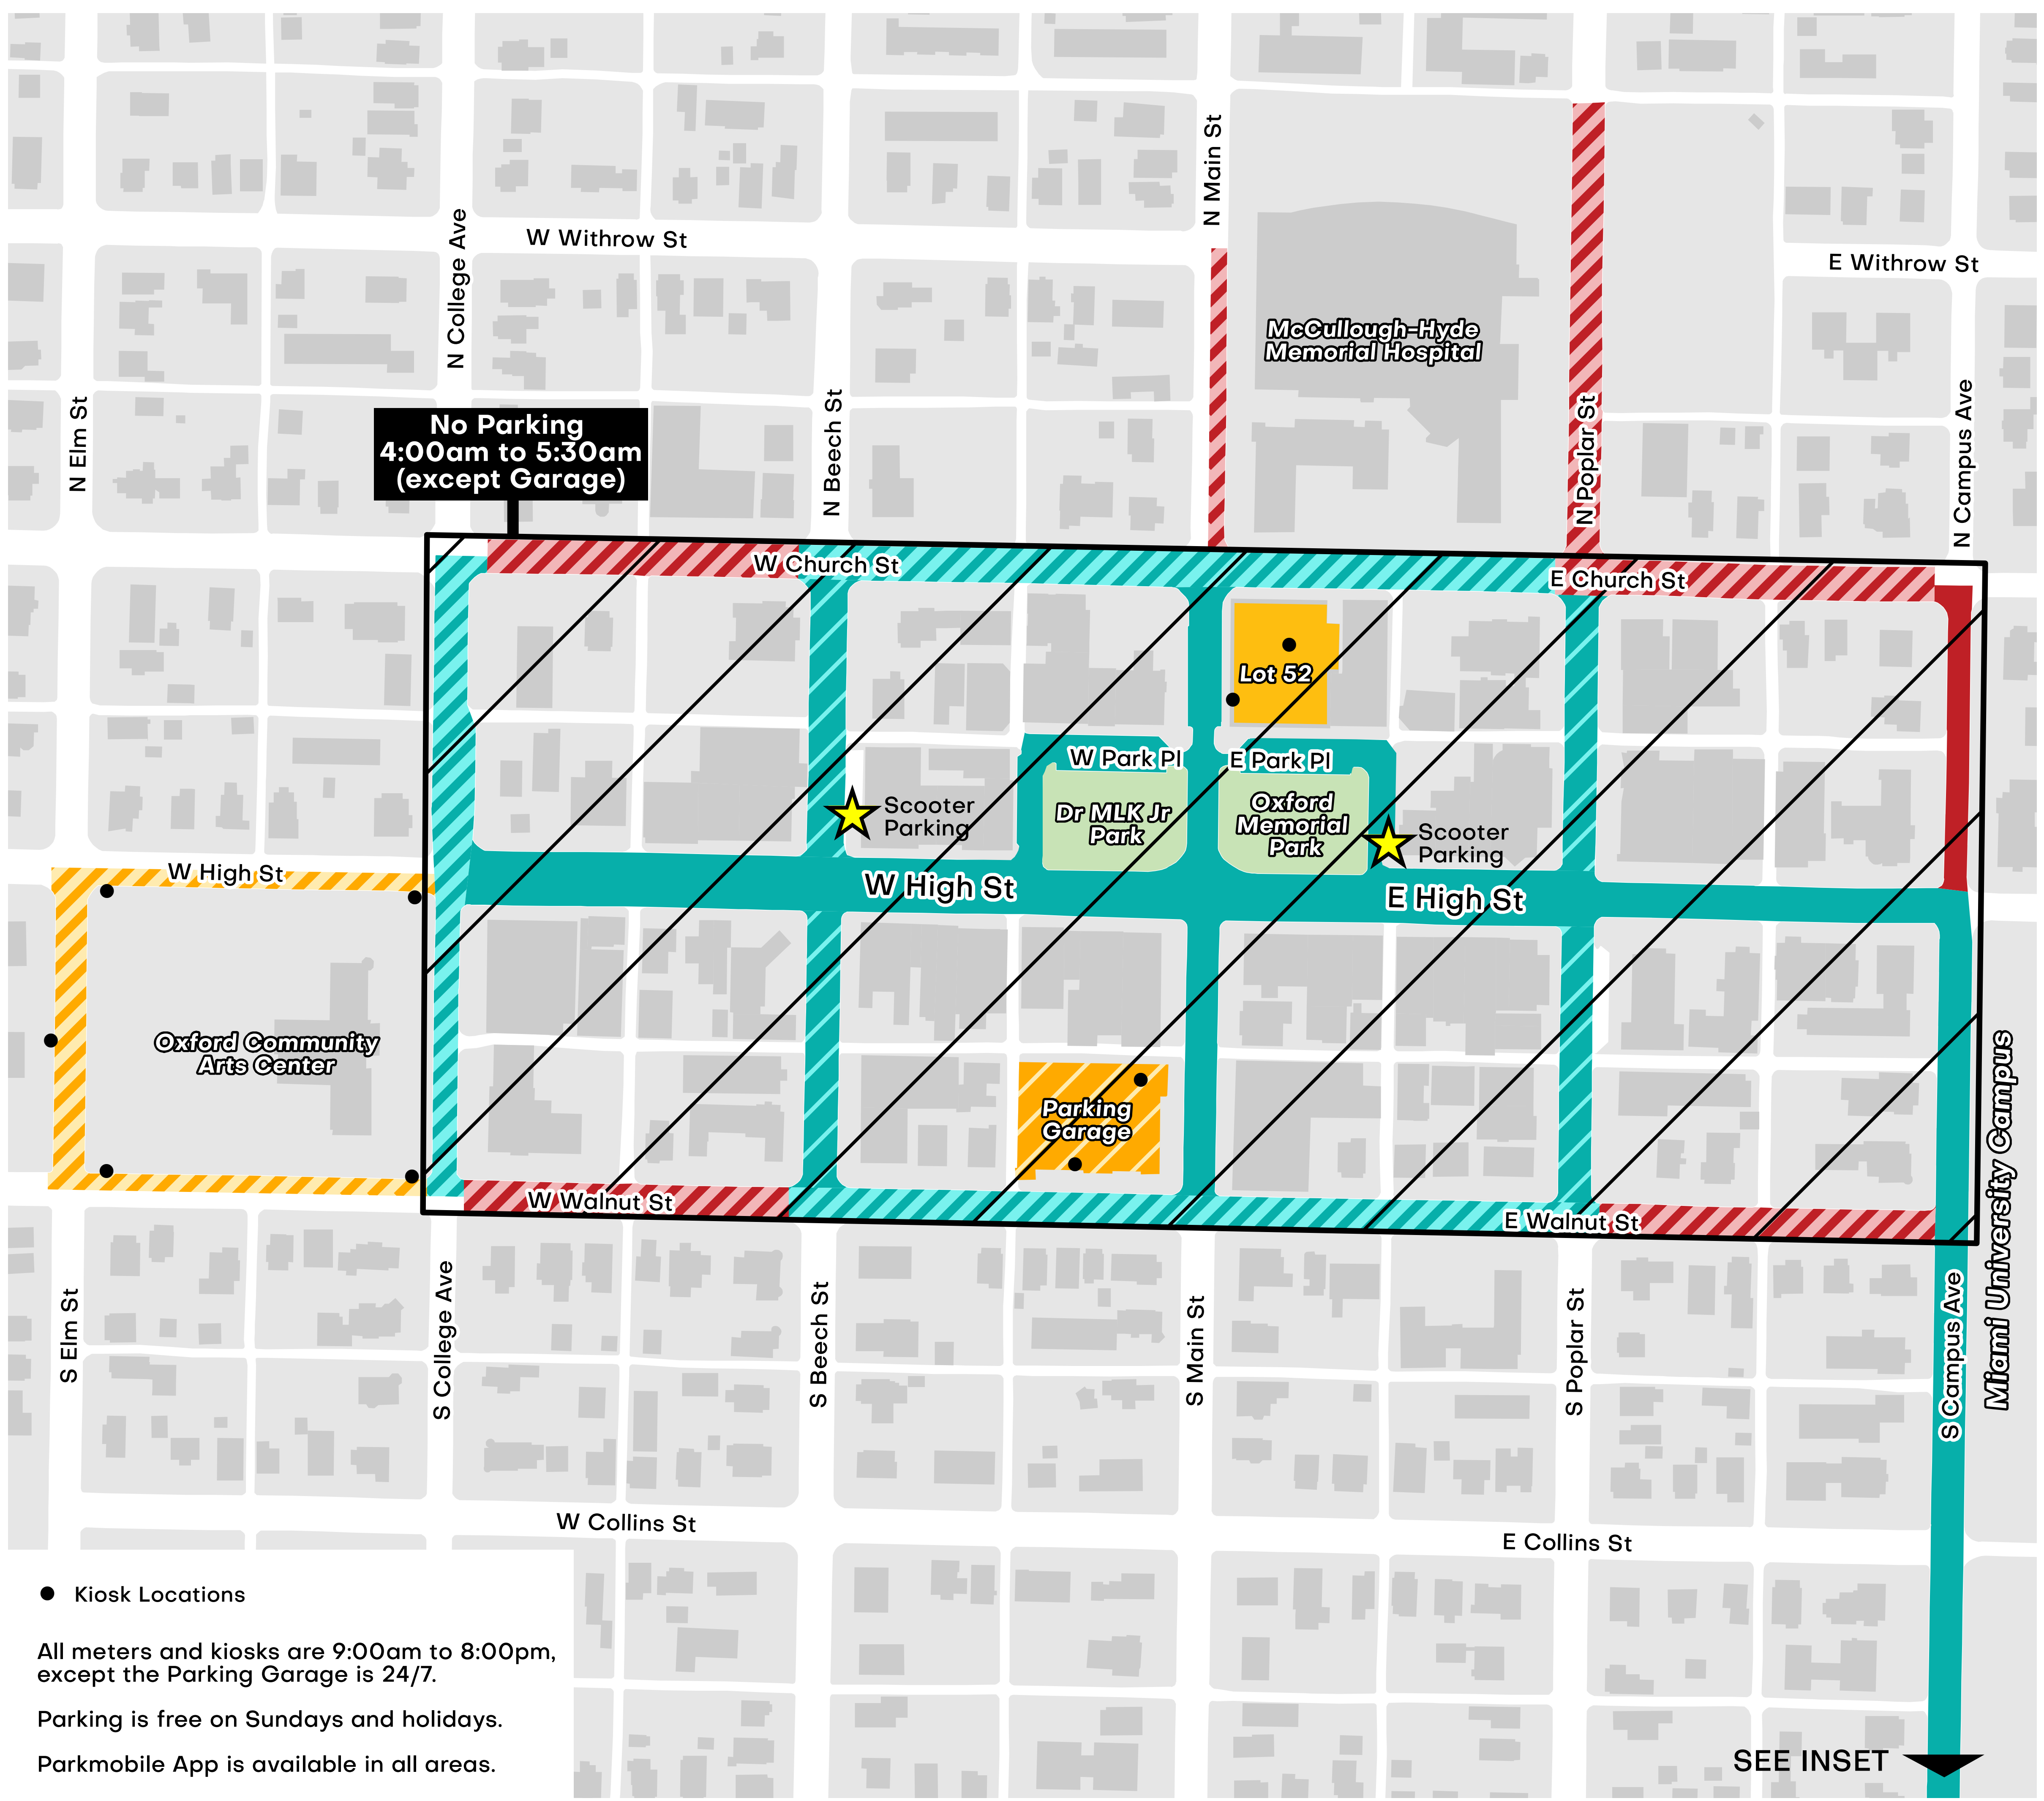 N Main St
N College Ave
W Withrow St
E Withrow St
McCullough-Hyde
Memorial Hospital
N Elm St
N Beech St
N Poplar St
N Campus Ave
No Parking
4:00am to 5:30am
(except Garage)
W Church St
E Church St
Lot 52
W Park Pl
E Park Pl
Scooter
Parking
Dr MLK Jr
Park
Oxford
Memorial
Park
Scooter
Parking
W High St
W High St
E High St
Oxford Community
Arts Center
Parking
Garage
Miami University Campus
W Walnut St
E Walnut St
S Elm St
S College Ave
S Beech St
S Main St
S Poplar St
S Campus Ave
W Collins St
E Collins St
Kiosk Locations
All meters and kiosks are 9:00am to 8:00pm,
except the Parking Garage is 24/7.
Parking is free on Sundays and holidays.
Parkmobile App is available in all areas.
SEE INSET